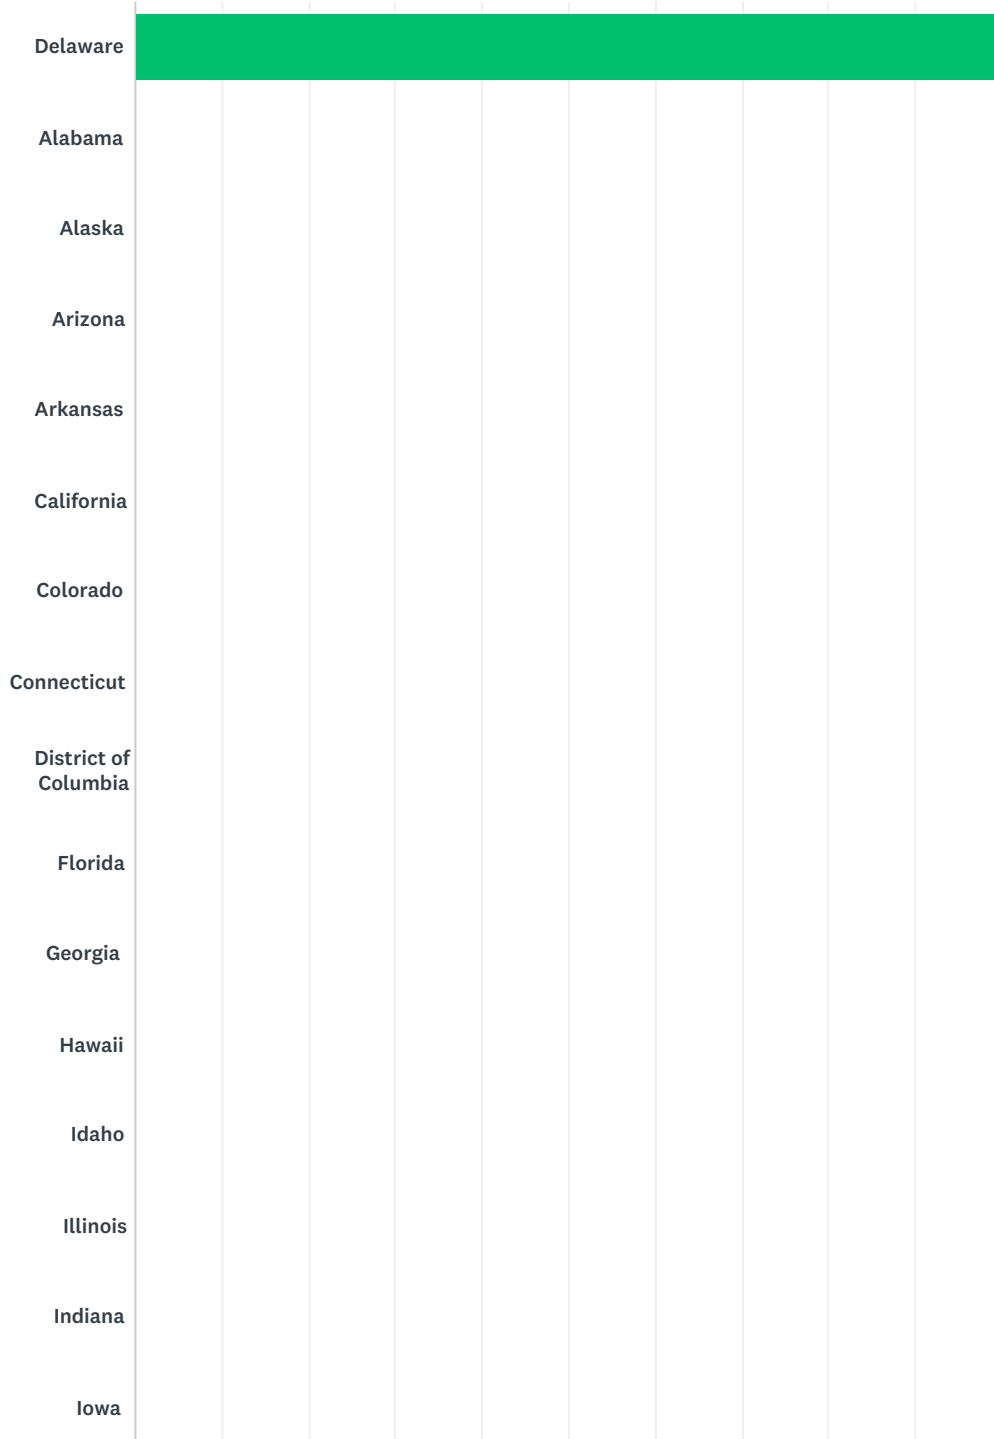 Delaware
Alabama
Alaska
Arizona
Arkansas
California
Colorado
Connecticut
District of
Columbia
Florida
Georgia
Hawaii
Idaho
Illinois
Indiana
Iowa